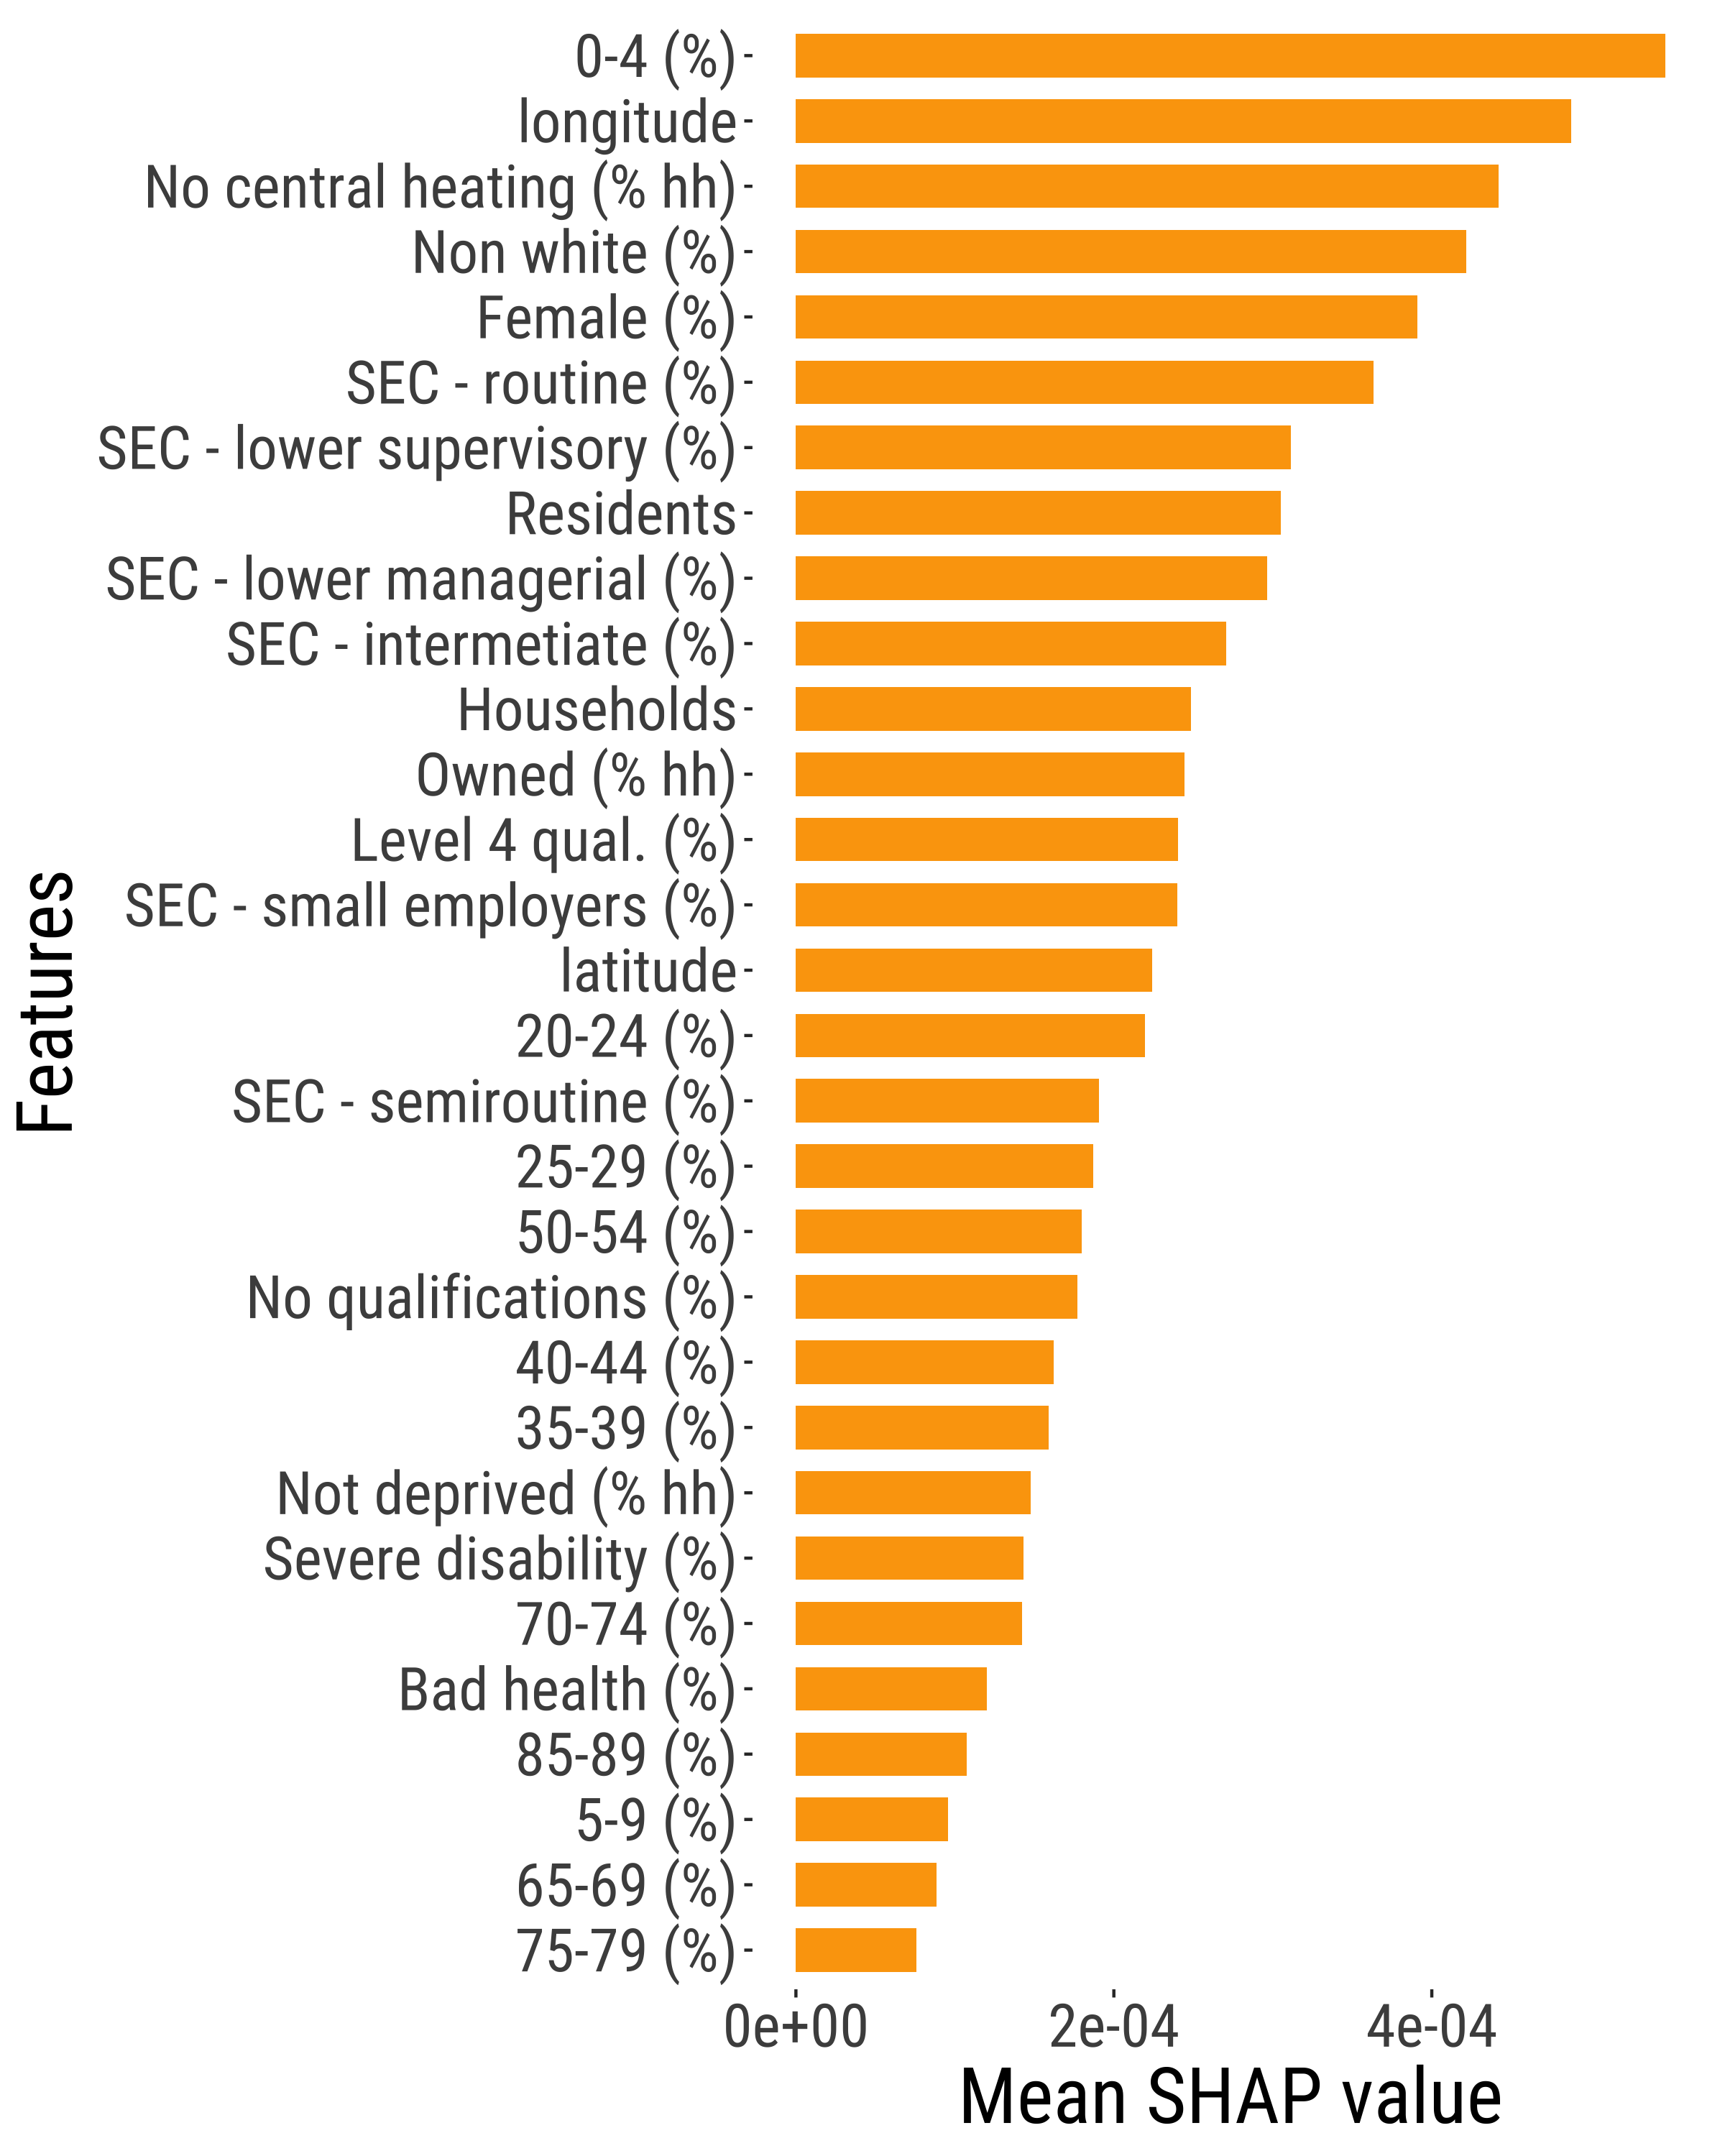 0-4 (%)
longitude
No central heating (% hh)
Non white (%)
Female (%)
SEC - routine (%)
SEC - lower supervisory (%)
Residents
SEC - lower managerial (%)
SEC - intermetiate (%)
Households
Owned (% hh)
Level 4 qual. (%)
SEC - small employers (%)
latitude
20-24 (%)
SEC - semiroutine (%)
25-29 (%)
50-54 (%)
No qualifications (%)
40-44 (%)
35-39 (%)
Not deprived (% hh)
Severe disability (%)
70-74 (%)
Bad health (%)
85-89 (%)
5-9 (%)
65-69 (%)
75-79 (%)
Features
0e+00 2e-04 4e-04
Mean SHAP value